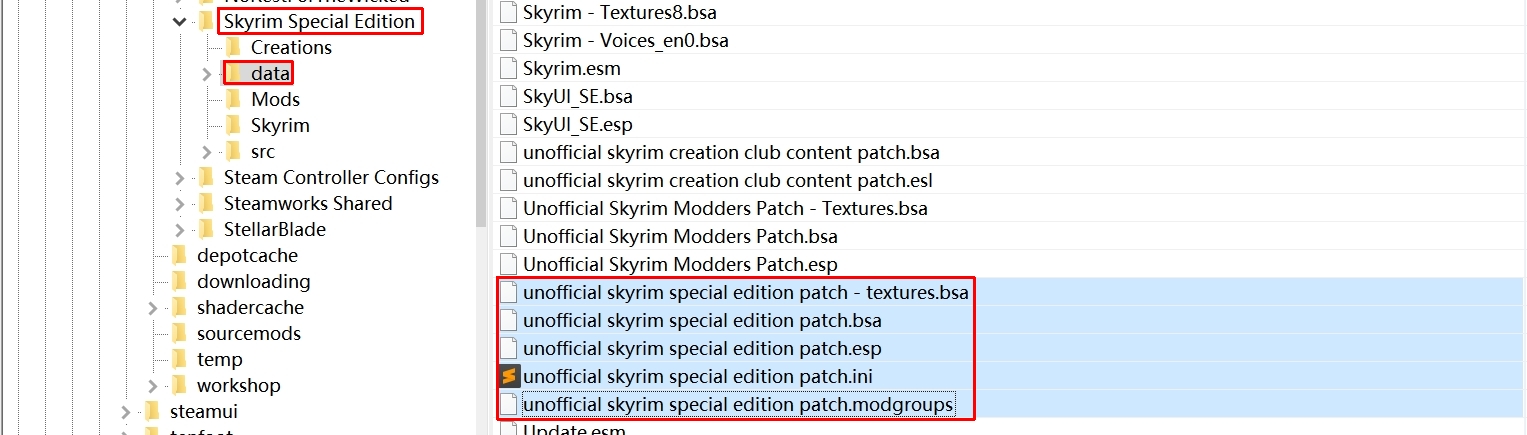 Skyrim Special Edition
Creations
data
Mods
Skyrim
src
Steam Controller Configs
Steamworks Shared
StellarBlade
depotcache
downloading
shadercache
sourcemods
temp
workshop
steamui
Skyrim - Textures8.bsa
Skyrim - Voices_en0.bsa
Skyrim.esm
SkyUI_SE.bsa
SkyUI_SE.esp
unofficial skyrim creation club content patch.bsa
unofficial skyrim creation club content patch.esl
Unofficial Skyrim Modders Patch - Textures.bsa
Unofficial Skyrim Modders Patch.bsa
Unofficial Skyrim Modders Patch.esp
unofficial skyrim special edition patch - textures.bsa
unofficial skyrim special edition patch.bsa
unofficial skyrim special edition patch.esp
unofficial skyrim special edition patch.ini
unofficial skyrim special edition patch.modgroups
Update.esm